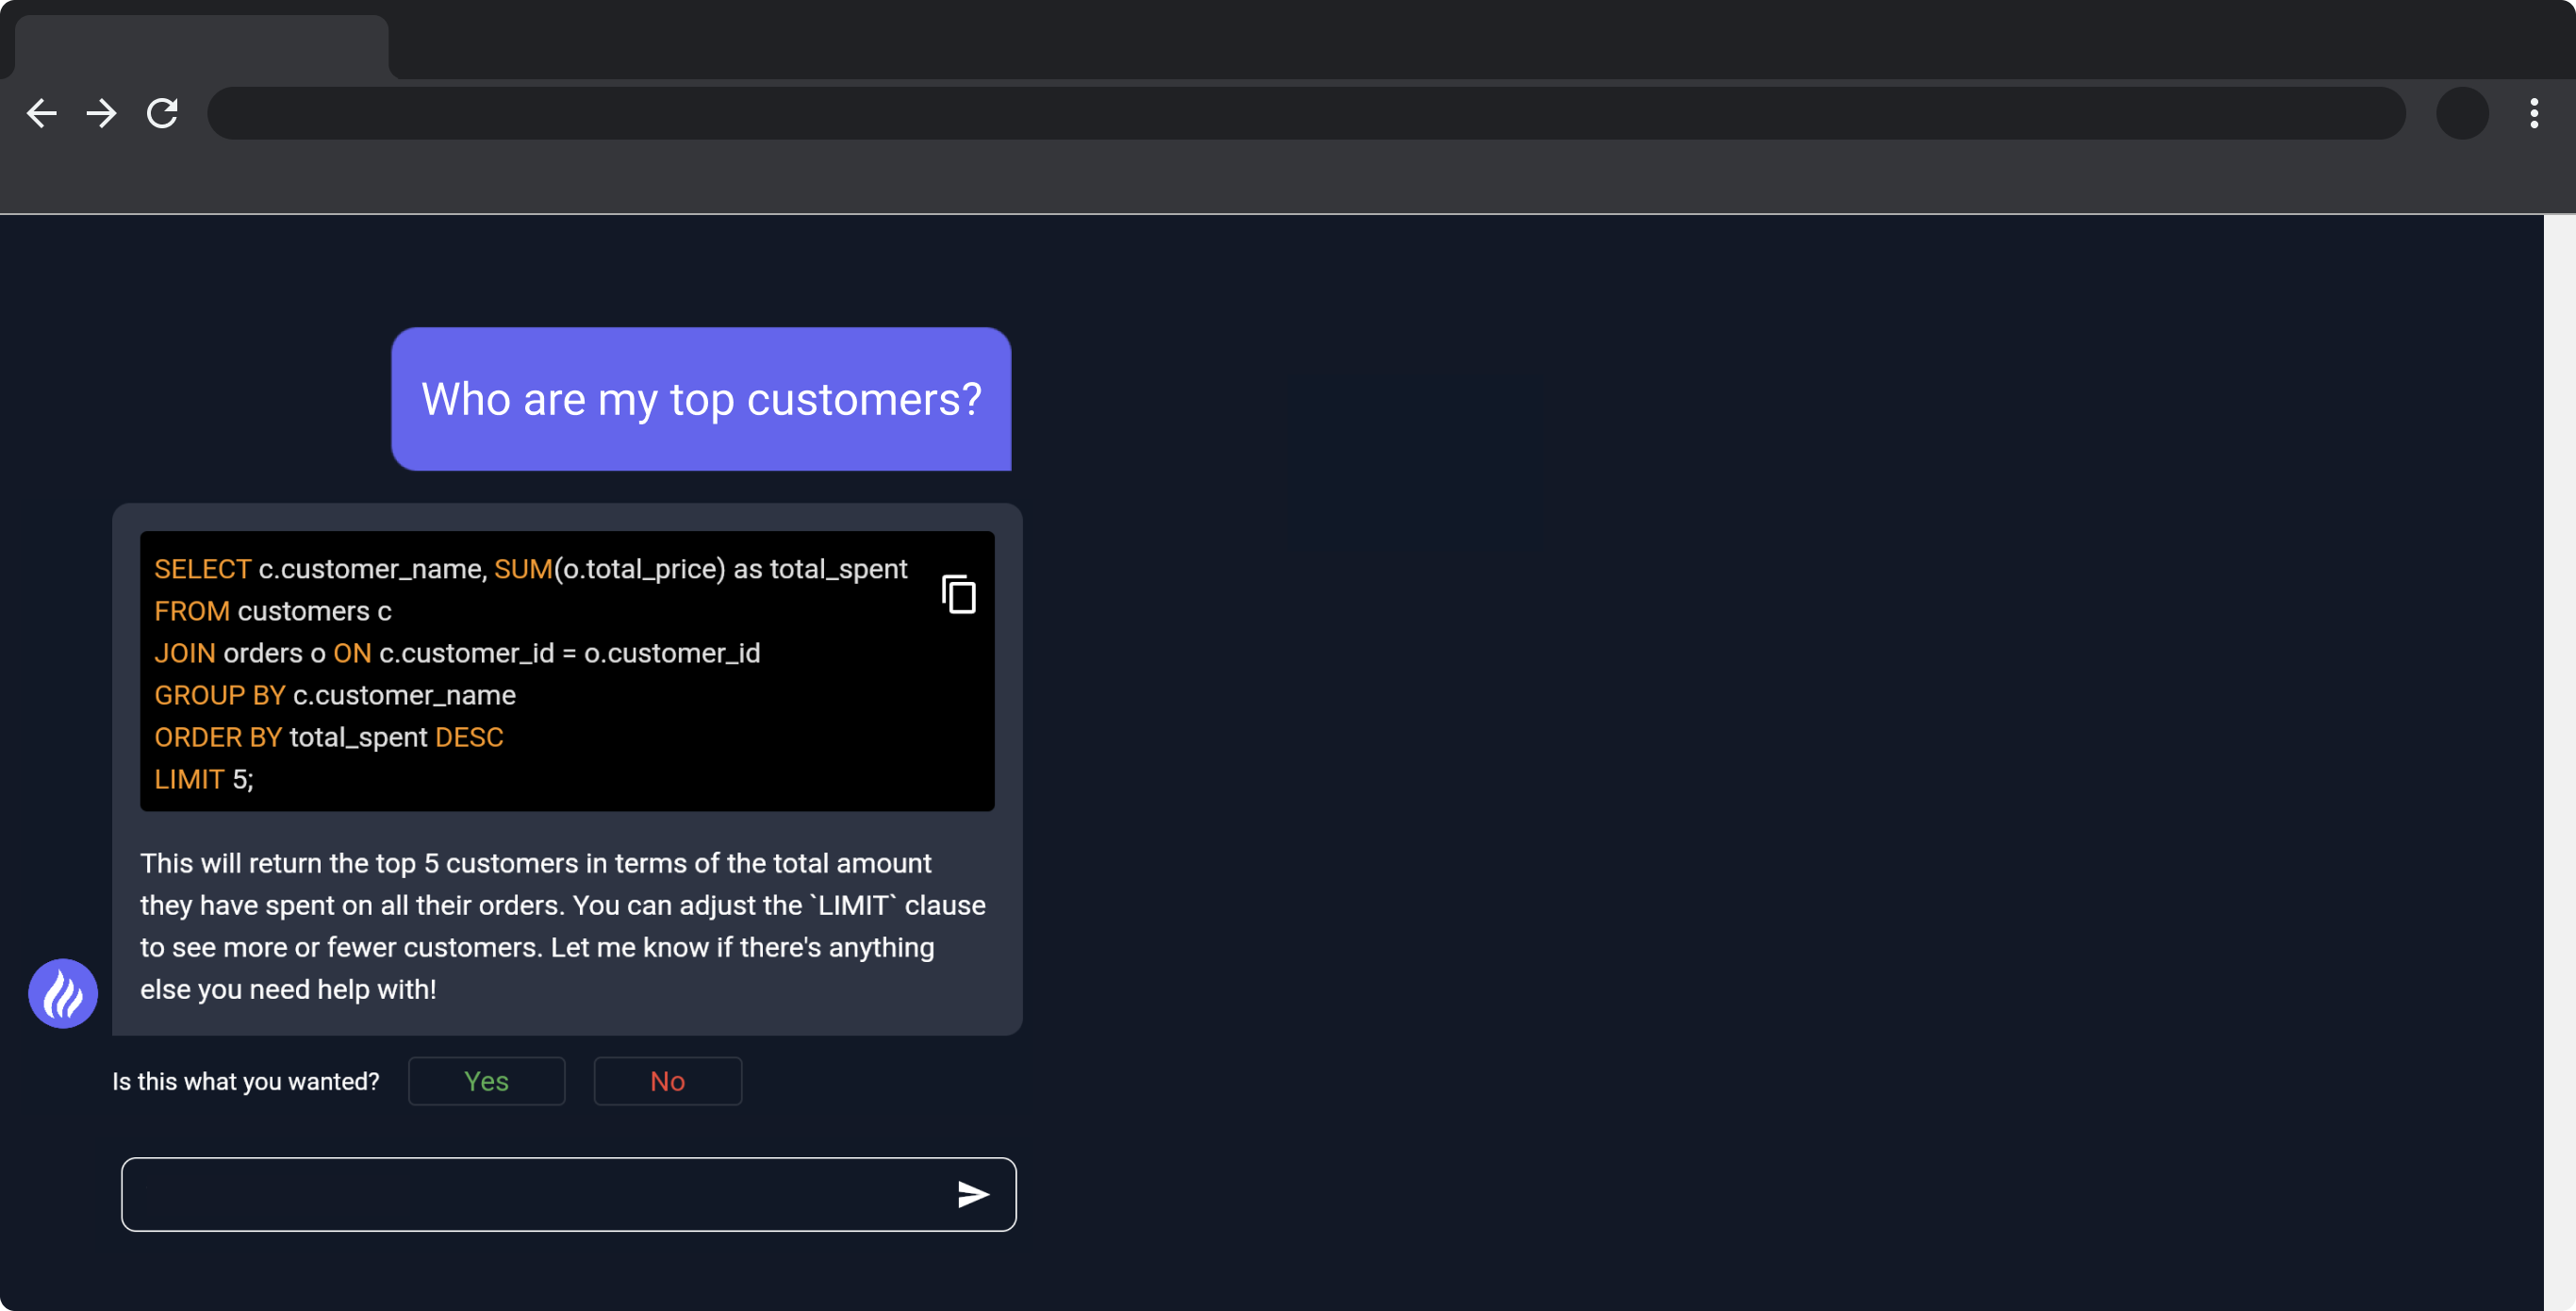 Who are my top customers?
SELECT c.customer_name, SUM(o.total_price) as total_spent
FROM customers c
JOIN orders o ON c.customer_id = o.customer_id
GROUP BY c.customer_name
ORDER BY total_spent DESC
LIMIT 5;
This will return the top 5 customers in terms of the total amount
they have spent on all their orders. You can adjust the `LIMIT` clause
to see more or fewer customers. Let me know if there's anything
else you need help with!
Is this what you wanted? Yes No